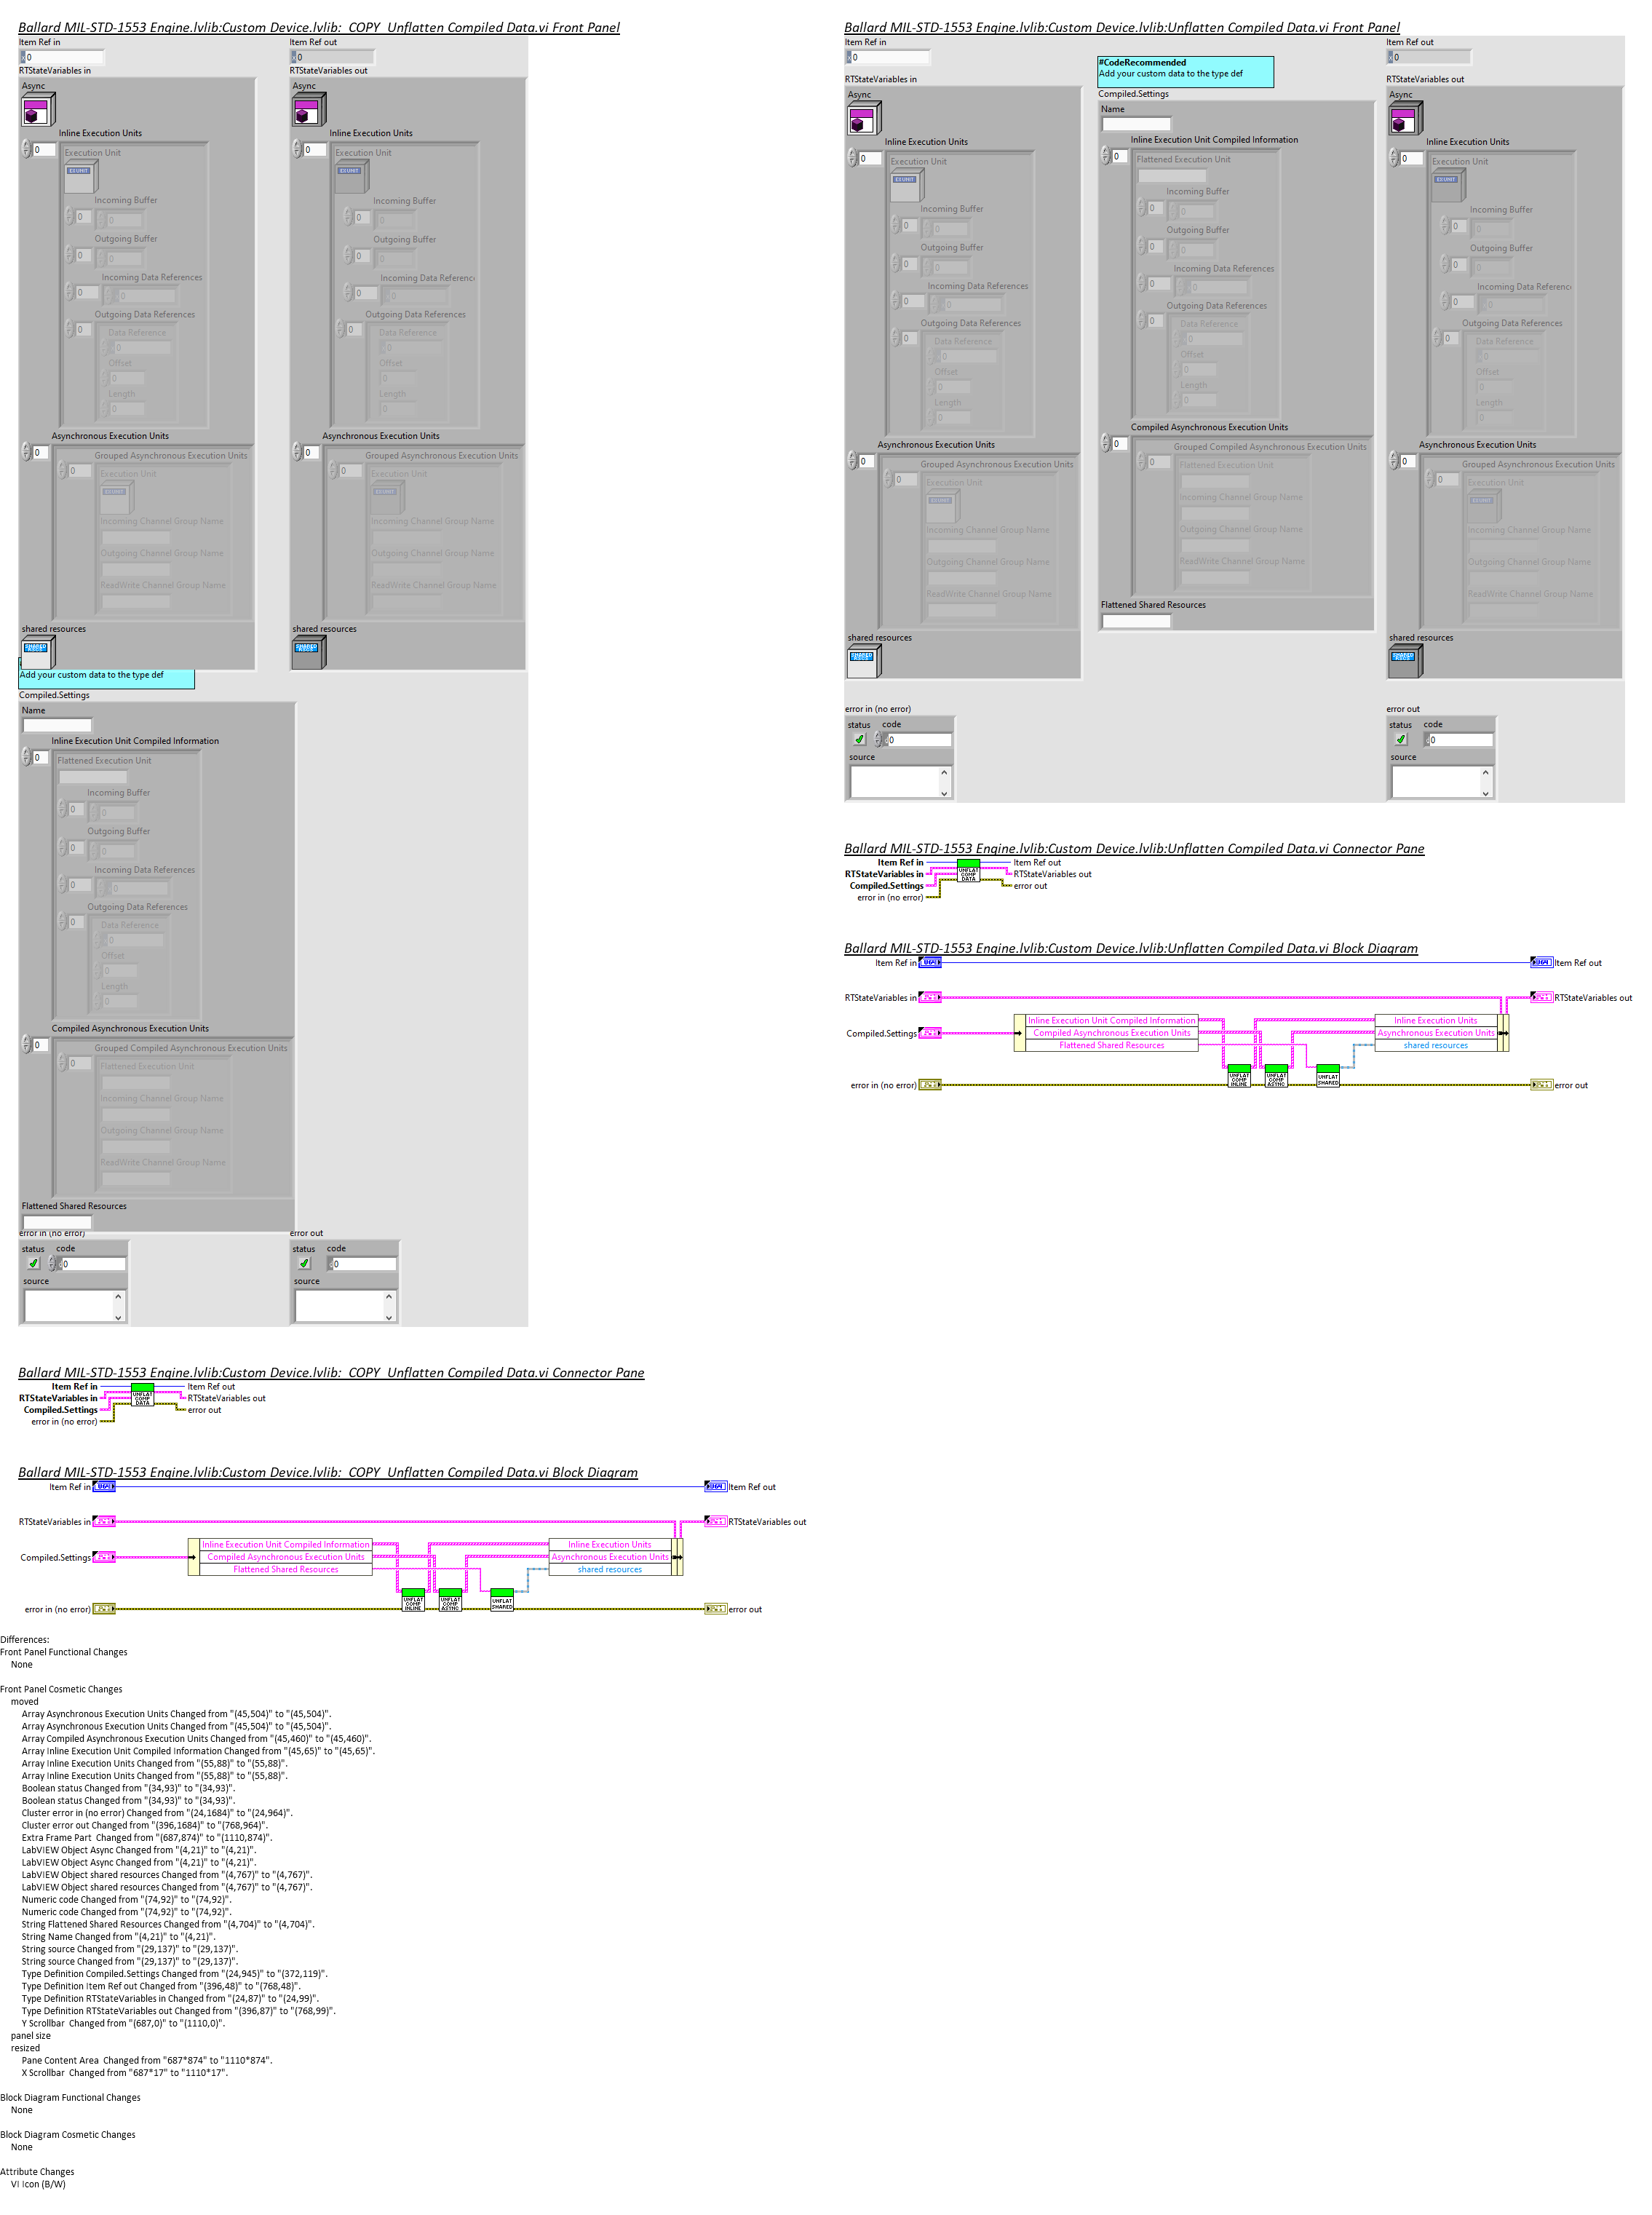 Ballard MIL-STD-1553 Engine.lvlib:Custom Device.lvlib:  COPY  Unflatten Compiled Data.vi Front Panel
Item Ref in
0
Item Ref out
0
RTStateVariables in
RTStateVariables out
Async
Async
Inline Execution Units
0
Execution Unit
EX UNIT
Incoming Buffer
0
0
Outgoing Buffer
0
0
Incoming Data References
0
0
Outgoing Data References
0
Data Reference
0
Offset
0
Length
0
Inline Execution Units
0
Execution Unit
EX UNIT
Incoming Buffer
0
0
Outgoing Buffer
0
0
Incoming Data Referenc
0
0
Outgoing Data References
0
Data Reference
0
Offset
0
Length
0
Asynchronous Execution Units
0
Grouped Asynchronous Execution Units
0
Execution Unit
EX UNIT
Incoming Channel Group Name
Outgoing Channel Group Name
ReadWrite Channel Group Name
Asynchronous Execution Units
0
Grouped Asynchronous Execution Units
0
Execution Unit
EX UNIT
Incoming Channel Group Name
Outgoing Channel Group Name
ReadWrite Channel Group Name
shared resources
SHARED
shared resources
SHARED
Add your custom data to the type def
Compiled.Settings
Name
Inline Execution Unit Compiled Information
0
Flattened Execution Unit
Incoming Buffer
0
0
Outgoing Buffer
0
0
Incoming Data References
0
0
Outgoing Data References
0
Data Reference
0
Offset
0
Length
0
Compiled Asynchronous Execution Units
0
Grouped Compiled Asynchronous Execution Units
0
Flattened Execution Unit
Incoming Channel Group Name
Outgoing Channel Group Name
ReadWrite Channel Group Name
Flattened Shared Resources
error in (no error)
status code
0
source
error out
status code
0
source
Ballard MIL-STD-1553 Engine.lvlib:Custom Device.lvlib:  COPY  Unflatten Compiled Data.vi Connector Pane
Item Ref in
RTStateVariables in
Compiled.Settings
error in (no error)
UNFLAT
COMP
DATA
Item Ref out
RTStateVariables out
error out
Ballard MIL-STD-1553 Engine.lvlib:Custom Device.lvlib:  COPY  Unflatten Compiled Data.vi Block Diagram
Item Ref in
Item Ref out
RTStateVariables in
RTStateVariables out
Compiled.Settings
Inline Execution Unit Compiled Information
Compiled Asynchronous Execution Units
Flattened Shared Resources
Inline Execution Units
Asynchronous Execution Units
shared resources
UNFLAT
COMP
INLINE
UNFLAT
COMP
ASYNC
UNFLAT
SHARED
error in (no error)
error out
Ballard MIL-STD-1553 Engine.lvlib:Custom Device.lvlib:Unflatten Compiled Data.vi Front Panel
Item Ref in
0
#CodeRecommended
Add your custom data to the type def
Item Ref out
0
RTStateVariables in
Async
Inline Execution Units
0
Execution Unit
EX UNIT
Incoming Buffer
0
0
Outgoing Buffer
0
0
Incoming Data References
0
0
Outgoing Data References
0
Data Reference
0
Offset
0
Length
0
Asynchronous Execution Units
0
Grouped Asynchronous Execution Units
0
Execution Unit
EX UNIT
Incoming Channel Group Name
Outgoing Channel Group Name
ReadWrite Channel Group Name
shared resources
SHARED
Compiled.Settings
Name
Inline Execution Unit Compiled Information
0
Flattened Execution Unit
Incoming Buffer
0
0
Outgoing Buffer
0
0
Incoming Data References
0
0
Outgoing Data References
0
Data Reference
0
Offset
0
Length
0
Compiled Asynchronous Execution Units
0
Grouped Compiled Asynchronous Execution Units
0
Flattened Execution Unit
Incoming Channel Group Name
Outgoing Channel Group Name
ReadWrite Channel Group Name
Flattened Shared Resources
RTStateVariables out
Async
Inline Execution Units
0
Execution Unit
EX UNIT
Incoming Buffer
0
0
Outgoing Buffer
0
0
Incoming Data Referenc
0
0
Outgoing Data References
0
Data Reference
0
Offset
0
Length
0
Asynchronous Execution Units
0
Grouped Asynchronous Execution Units
0
Execution Unit
EX UNIT
Incoming Channel Group Name
Outgoing Channel Group Name
ReadWrite Channel Group Name
shared resources
SHARED
error in (no error)
status code
0
source
error out
status code
0
source
Ballard MIL-STD-1553 Engine.lvlib:Custom Device.lvlib:Unflatten Compiled Data.vi Connector Pane
Item Ref in
RTStateVariables in
Compiled.Settings
error in (no error)
UNFLAT
COMP
DATA
Item Ref out
RTStateVariables out
error out
Ballard MIL-STD-1553 Engine.lvlib:Custom Device.lvlib:Unflatten Compiled Data.vi Block Diagram
Item Ref in
Item Ref out
RTStateVariables in
RTStateVariables out
Compiled.Settings
Inline Execution Unit Compiled Information
Compiled Asynchronous Execution Units
Flattened Shared Resources
Inline Execution Units
Asynchronous Execution Units
shared resources
UNFLAT
COMP
INLINE
UNFLAT
COMP
ASYNC
UNFLAT
SHARED
error in (no error)
error out
Differences:
Front Panel Functional Changes
None
Front Panel Cosmetic Changes
moved
Array Asynchronous Execution Units Changed from "(45,504)" to "(45,504)".
Array Asynchronous Execution Units Changed from "(45,504)" to "(45,504)".
Array Compiled Asynchronous Execution Units Changed from "(45,460)" to "(45,460)".
Array Inline Execution Unit Compiled Information Changed from "(45,65)" to "(45,65)".
Array Inline Execution Units Changed from "(55,88)" to "(55,88)".
Array Inline Execution Units Changed from "(55,88)" to "(55,88)".
Boolean status Changed from "(34,93)" to "(34,93)".
Boolean status Changed from "(34,93)" to "(34,93)".
Cluster error in (no error) Changed from "(24,1684)" to "(24,964)".
Cluster error out Changed from "(396,1684)" to "(768,964)".
Extra Frame Part  Changed from "(687,874)" to "(1110,874)".
LabVIEW Object Async Changed from "(4,21)" to "(4,21)".
LabVIEW Object Async Changed from "(4,21)" to "(4,21)".
LabVIEW Object shared resources Changed from "(4,767)" to "(4,767)".
LabVIEW Object shared resources Changed from "(4,767)" to "(4,767)".
Numeric code Changed from "(74,92)" to "(74,92)".
Numeric code Changed from "(74,92)" to "(74,92)".
String Flattened Shared Resources Changed from "(4,704)" to "(4,704)".
String Name Changed from "(4,21)" to "(4,21)".
String source Changed from "(29,137)" to "(29,137)".
String source Changed from "(29,137)" to "(29,137)".
Type Definition Compiled.Settings Changed from "(24,945)" to "(372,119)".
Type Definition Item Ref out Changed from "(396,48)" to "(768,48)".
Type Definition RTStateVariables in Changed from "(24,87)" to "(24,99)".
Type Definition RTStateVariables out Changed from "(396,87)" to "(768,99)".
Y Scrollbar  Changed from "(687,0)" to "(1110,0)".
panel size
resized
Pane Content Area  Changed from "687*874" to "1110*874".
X Scrollbar  Changed from "687*17" to "1110*17".
Block Diagram Functional Changes
None
Block Diagram Cosmetic Changes
None
Attribute Changes
VI Icon (B/W)